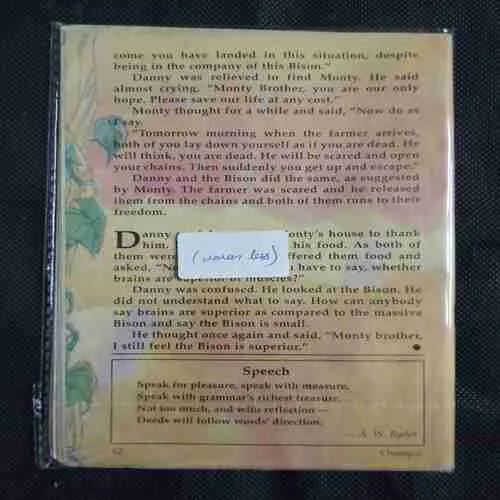 come you have landed in this situation, despite
being in the company of this Bison."
Danny was relieved to find Monty. He said
almost crying, "Monty Brother, you are our only
hope. Please save our life at any cost."
Monty thought for a while and said, "Now do as
I say.
"Tomorrow morning when the farmer arrives,
both of you lay down yourself as if you are dead. He
will think, you are dead. He will be scared and open
your chains. Then suddenly you get up and escape."
Danny and the Bison did the same, as suggested
by Monty. The farmer was scared and he released
them from the chains and both of them runs to their
freedom.
Danny Monty's house to thank
him. his food. As both of
them were offered them food and
asked, "No have to say, whether
brains are superior or muscles?"
Danny was confused. He looked at the Bison. He
did not understand what to say. How can anybody
say brains are superior as compared to the massive
Bison and say the Bison is small.
He thought once again and said, "Monty brother,
I still feel the Bison is superior."
Speech
Speak for pleasure, speak with measure,
Speak with grammar's richest treasure,
Not too much, and with reflection —
Deeds will follow words' direction.
— A. W.
62 Champak